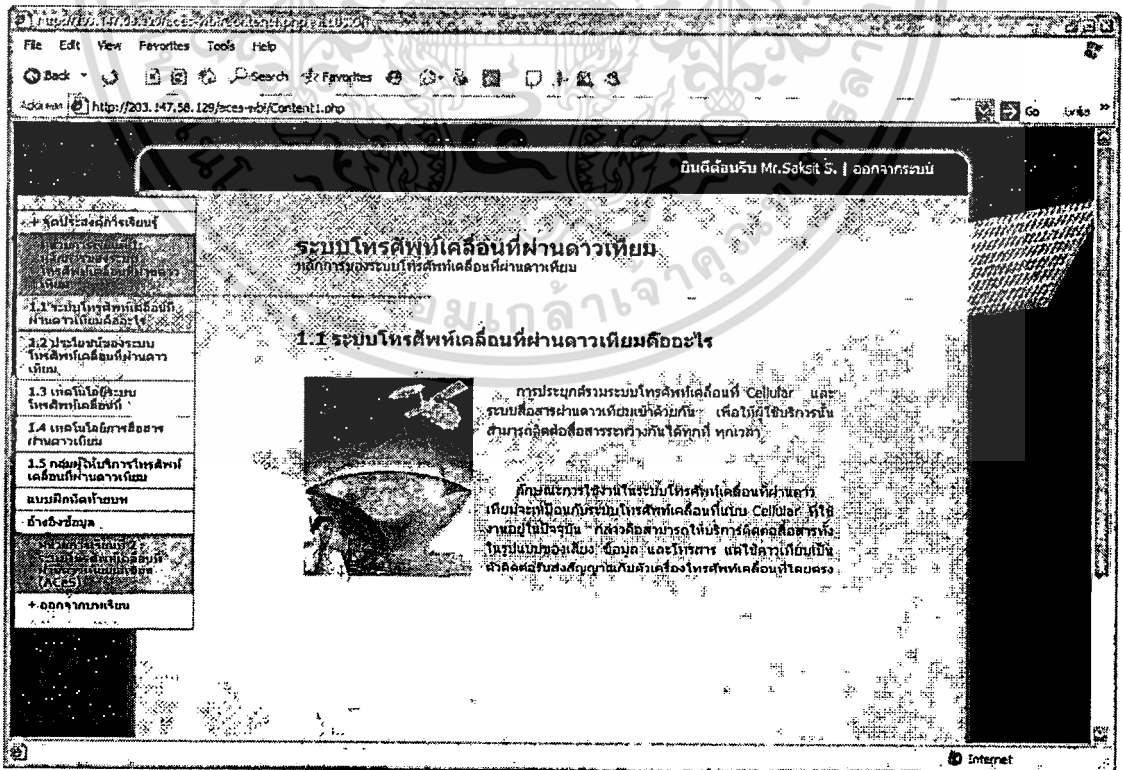 File Edit View Favorites Tools Help
Back Search Favorites
Address http://203.147.58.129/aces-wbi/Content1.php Go Links
ยินดีต้อนรับ Mr.Saksit S. | ออกจากระบบ
+ จุดประสงค์การเรียนรู้
1.1 ระบบโทรศัพท์เคลื่อนที่
ผ่านดาวเทียมคืออะไร
1.2 ประโยชน์ของระบบ
โทรศัพท์เคลื่อนที่ผ่านดาว
เทียม
1.3 เทคโนโลยีระบบ
โทรศัพท์เคลื่อนที่
1.4 เทคโนโลยีการสื่อสาร
ผ่านดาวเทียม
1.5 กลุ่มผู้ให้บริการโทรศัพท์
เคลื่อนที่ผ่านดาวเทียม
แบบฝึกหัดท้ายบท
อ้างอิงข้อมูล
(ACeS)
+ ออกจากบทเรียน
ระบบโทรศัพท์เคลื่อนที่ผ่านดาวเทียม
หลักการของระบบโทรศัพท์เคลื่อนที่ผ่านดาวเทียม
1.1 ระบบโทรศัพท์เคลื่อนที่ผ่านดาวเทียมคืออะไร
การประยุกต์รวมระบบโทรศัพท์เคลื่อนที่ Cellular และ
ระบบสื่อสารผ่านดาวเทียมเข้าด้วยกัน เพื่อให้ผู้ใช้บริการนั้น
สามารถติดต่อสื่อสารระหว่างกันได้ทุกที่ ทุกเวลา
ลักษณะการใช้งานในระบบโทรศัพท์เคลื่อนที่ผ่านดาว
เทียมจะเหมือนกับระบบโทรศัพท์เคลื่อนที่แบบ Cellular ที่ใช้
งานอยู่ในปัจจุบัน กล่าวคือสามารถให้บริการติดต่อสื่อสารทั้ง
ในรูปแบบของเสียง ข้อมูล และโทรสาร แต่ใช้ดาวเทียมเป็น
ตัวติดต่อรับส่งสัญญาณกับตัวเครื่องโทรศัพท์เคลื่อนที่โดยตรง
Internet